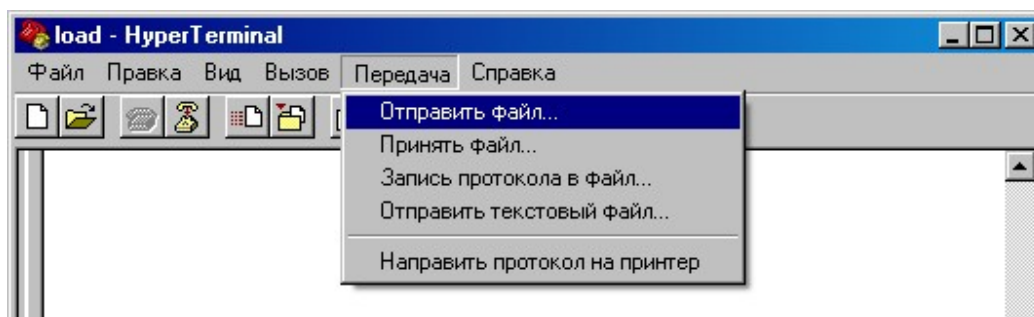 load - HyperTerminal
Файл Правка Вид Вызов Передача Справка
Отправить файл...
Принять файл...
Запись протокола в файл...
Отправить текстовый файл...
Направить протокол на принтер